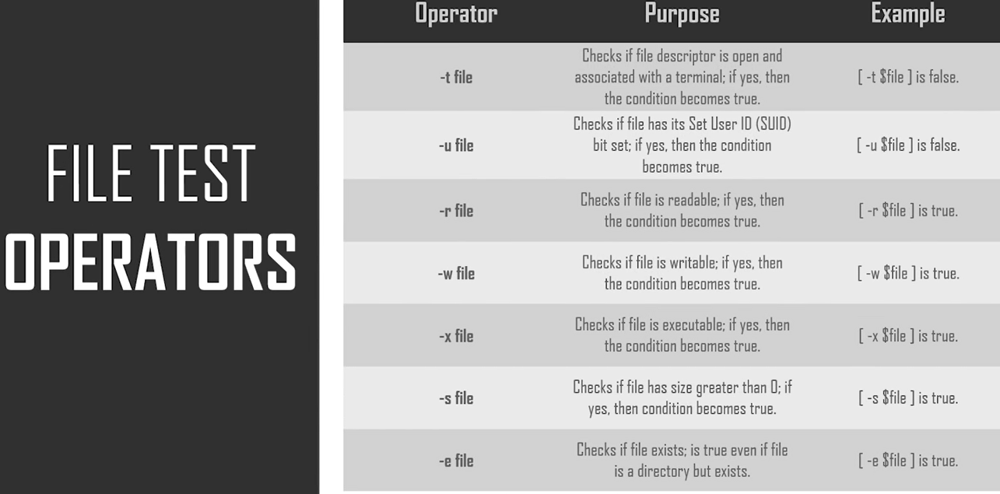 FILE TEST
OPERATORS
Operator Purpose Example
-t file
Checks if file descriptor is open and
associated with a terminal; if yes, then
the condition becomes true.
[ -t $file ] is false.
-u file
Checks if file has its Set User ID (SUID)
bit set; if yes, then the condition
becomes true.
[ -u $file ] is false.
-r file
Checks if file is readable; if yes, then
the condition becomes true.
[ -r $file ] is true.
-w file
Checks if file is writable; if yes, then
the condition becomes true.
[ -w $file ] is true.
-x file
Checks if file is executable; if yes, then
the condition becomes true.
[ -x $file ] is true.
-s file
Checks if file has size greater than 0; if
yes, then condition becomes true.
[ -s $file ] is true.
-e file
Checks if file exists; is true even if file
is a directory but exists.
[ -e $file ] is true.